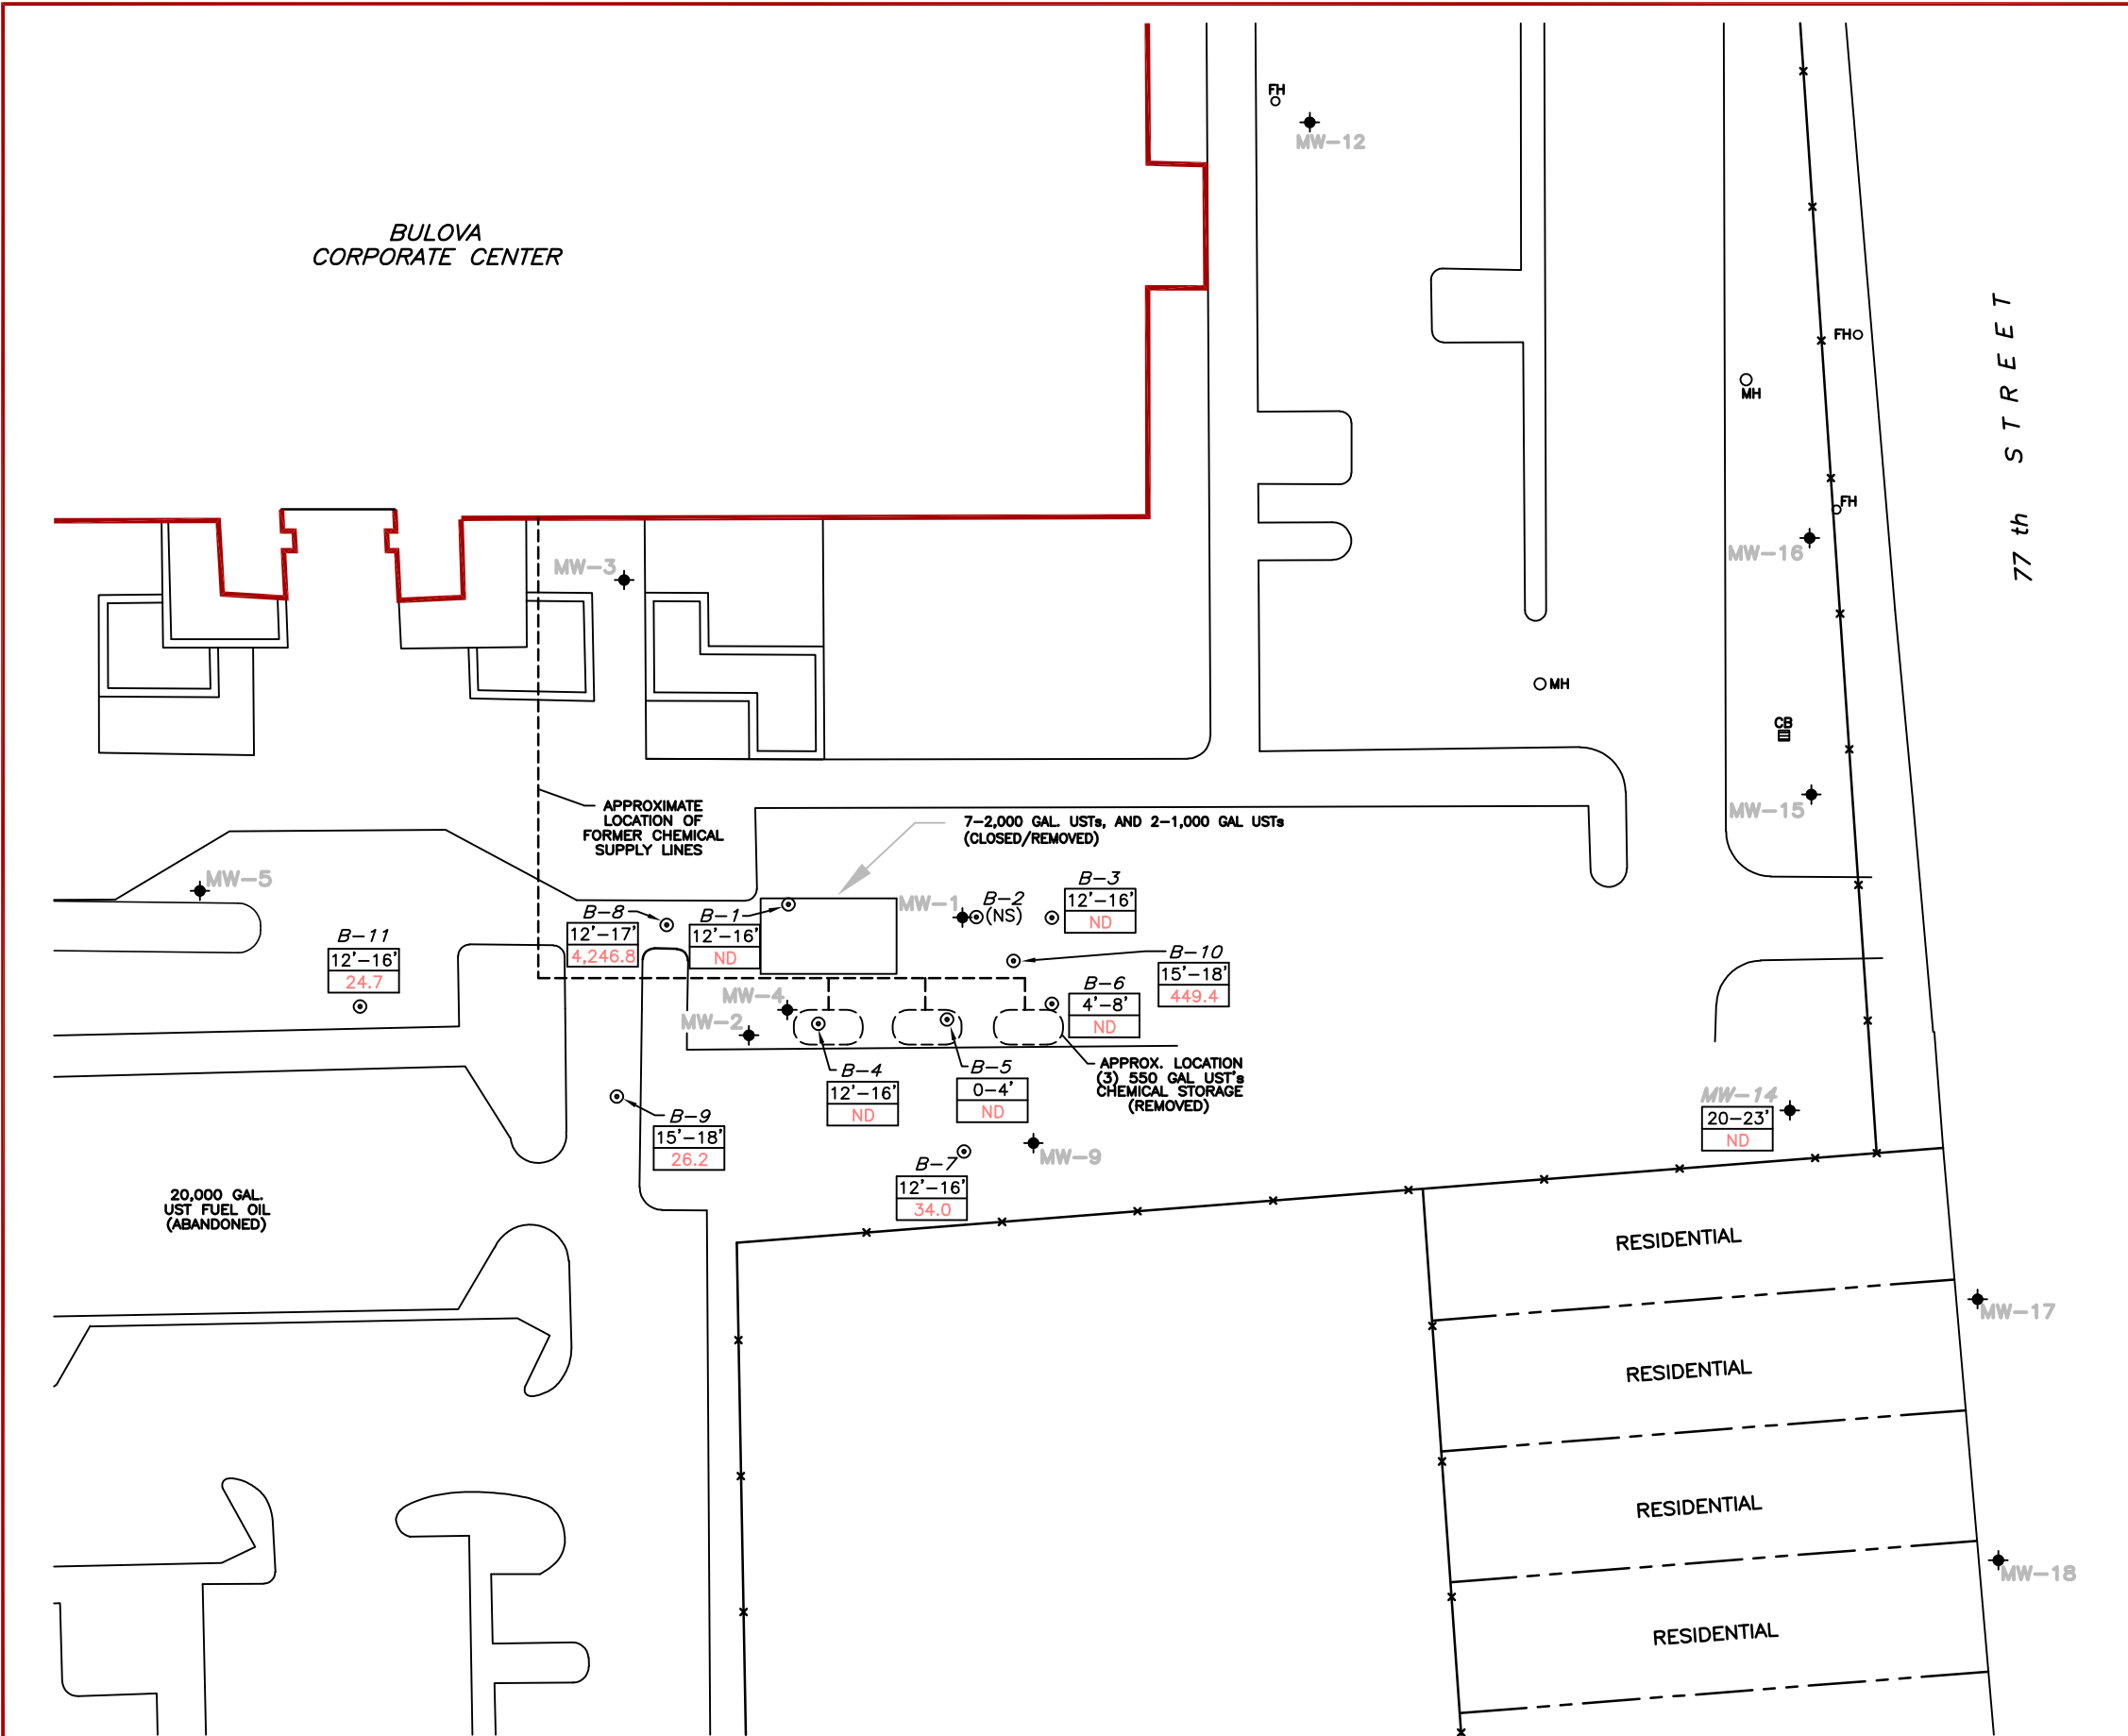 FH
MW-12
BULOVA
CORPORATE CENTER
77 th STREET
FH
MH
FH
MW-16
MW-3
MH
CB
MW-15
APPROXIMATE
LOCATION OF
FORMER CHEMICAL
SUPPLY LINES
7-2,000 GAL. USTs, AND 2-1,000 GAL USTs
(CLOSED/REMOVED)
MW-5
B-11
12'-16'
24.7
B-8
12'-17'
4,246.8
B-1
12'-16'
ND
MW-1
B-2
(NS)
B-3
12'-16'
ND
B-10
15'-18'
449.4
B-6
4'-8'
ND
MW-4
MW-2
B-4
12'-16'
ND
B-5
0-4'
ND
APPROX. LOCATION
(3) 550 GAL UST's
CHEMICAL STORAGE
(REMOVED)
B-9
15'-18'
26.2
MW-14
20-23'
ND
MW-9
B-7
12'-16'
34.0
20,000 GAL.
UST FUEL OIL
(ABANDONED)
RESIDENTIAL
MW-17
RESIDENTIAL
RESIDENTIAL
MW-18
RESIDENTIAL